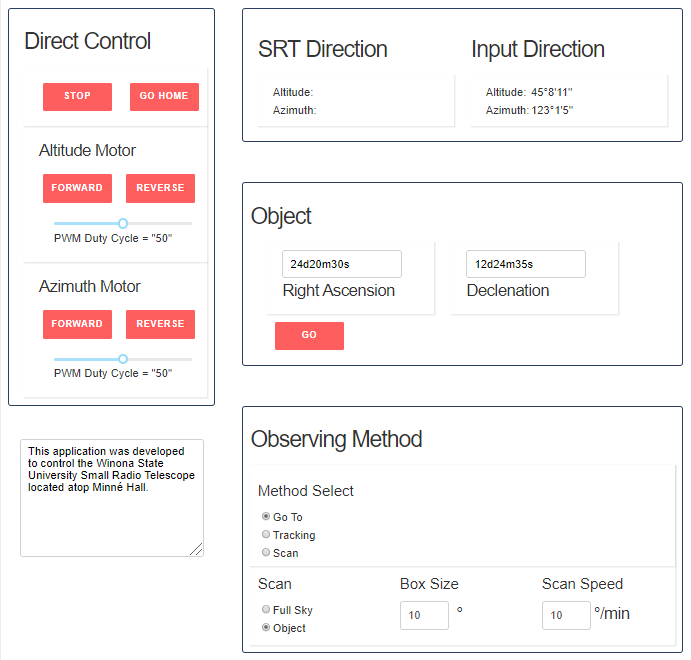 Direct Control
STOP
GO HOME
Altitude Motor
FORWARD
REVERSE
PWM Duty Cycle = "50"
Azimuth Motor
FORWARD
REVERSE
PWM Duty Cycle = "50"
This application was developed
to control the Winona State
University Small Radio Telescope
located atop Minné Hall.
SRT Direction
Altitude:
Azimuth:
Input Direction
Altitude: 45°8'11"
Azimuth: 123°1'5"
Object
24d20m30s
Right Ascension
12d24m35s
Declenation
GO
Observing Method
Method Select
Go To
Tracking
Scan
Scan
Full Sky
Object
Box Size
10 °
Scan Speed
10 °/min